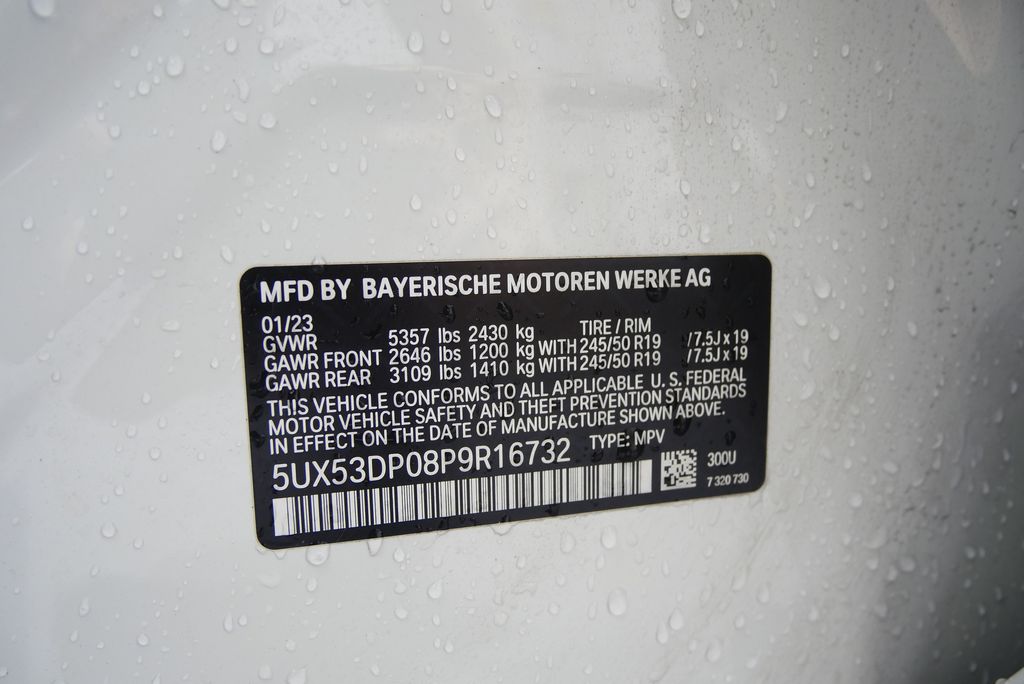 MFD BY BAYERISCHE MOTOREN WERKE AG
01/23 TIRE / RIM
GVWR 5357 lbs 2430 kg
GAWR FRONT 2646 lbs 1200 kg WITH 245/50 R19 /7.5J x 19
GAWR REAR 3109 lbs 1410 kg WITH 245/50 R19 /7.5J x 19
THIS VEHICLE CONFORMS TO ALL APPLICABLE U. S. FEDERAL
MOTOR VEHICLE SAFETY AND THEFT PREVENTION STANDARDS
IN EFFECT ON THE DATE OF MANUFACTURE SHOWN ABOVE.
5UX53DP08P9R16732 TYPE: MPV
300U
7 320 730